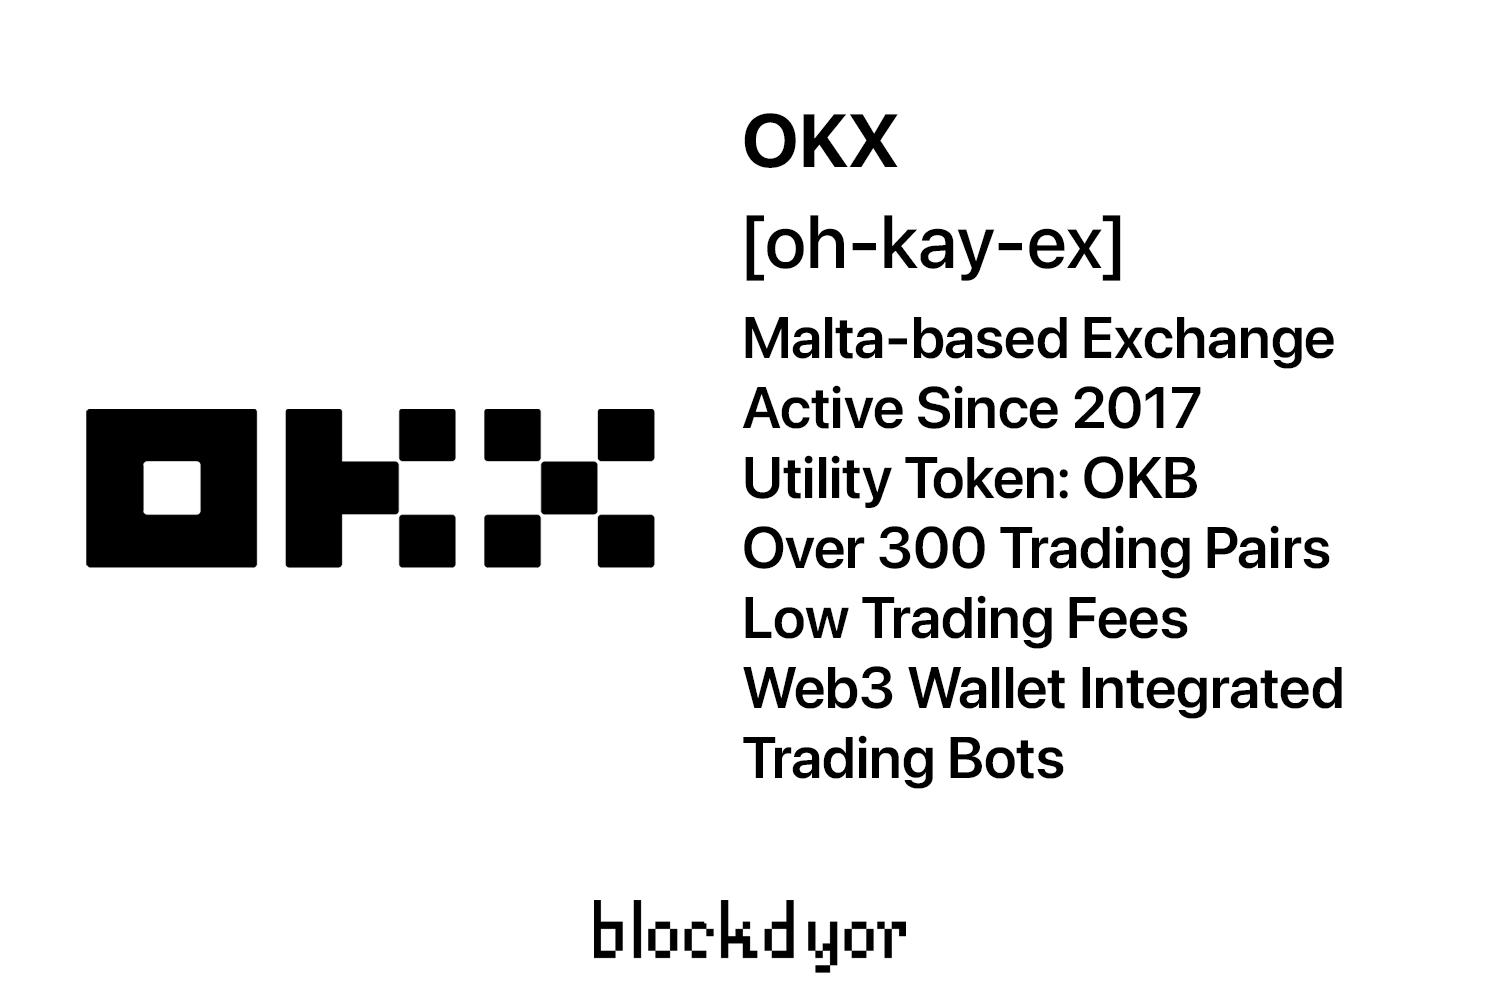 OKX
OKX
[oh-kay-ex]
Malta-based Exchange
Active Since 2017
Utility Token: OKB
Over 300 Trading Pairs
Low Trading Fees
Web3 Wallet Integrated
Trading Bots
blockdyor